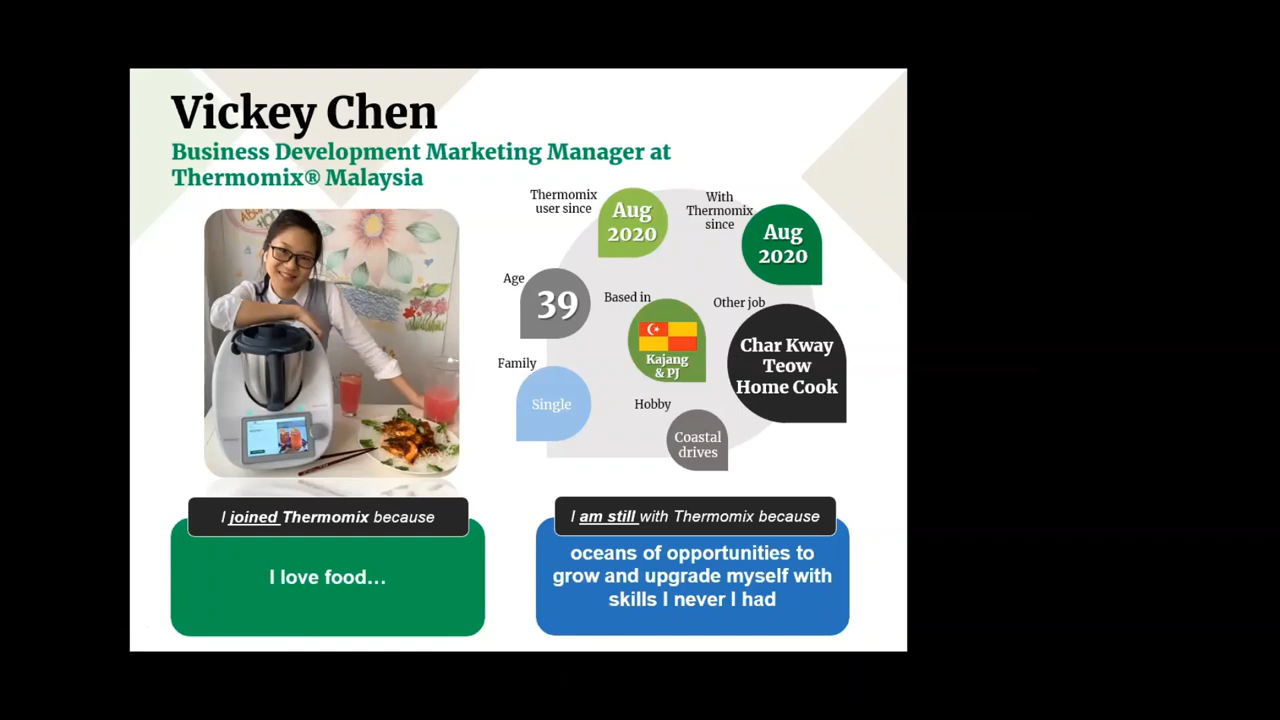 Vickey Chen
Business Development Marketing Manager at
Thermomix® Malaysia
Thermomix
user since
Aug
2020
With
Thermomix
since
Aug
2020
Age
39
Based in
Kajang
& PJ
Other job
Char Kway
Teow
Home Cook
Family
Single
Hobby
Coastal
drives
I joined Thermomix because
I love food...
I am still with Thermomix because
oceans of opportunities to
grow and upgrade myself with
skills I never I had